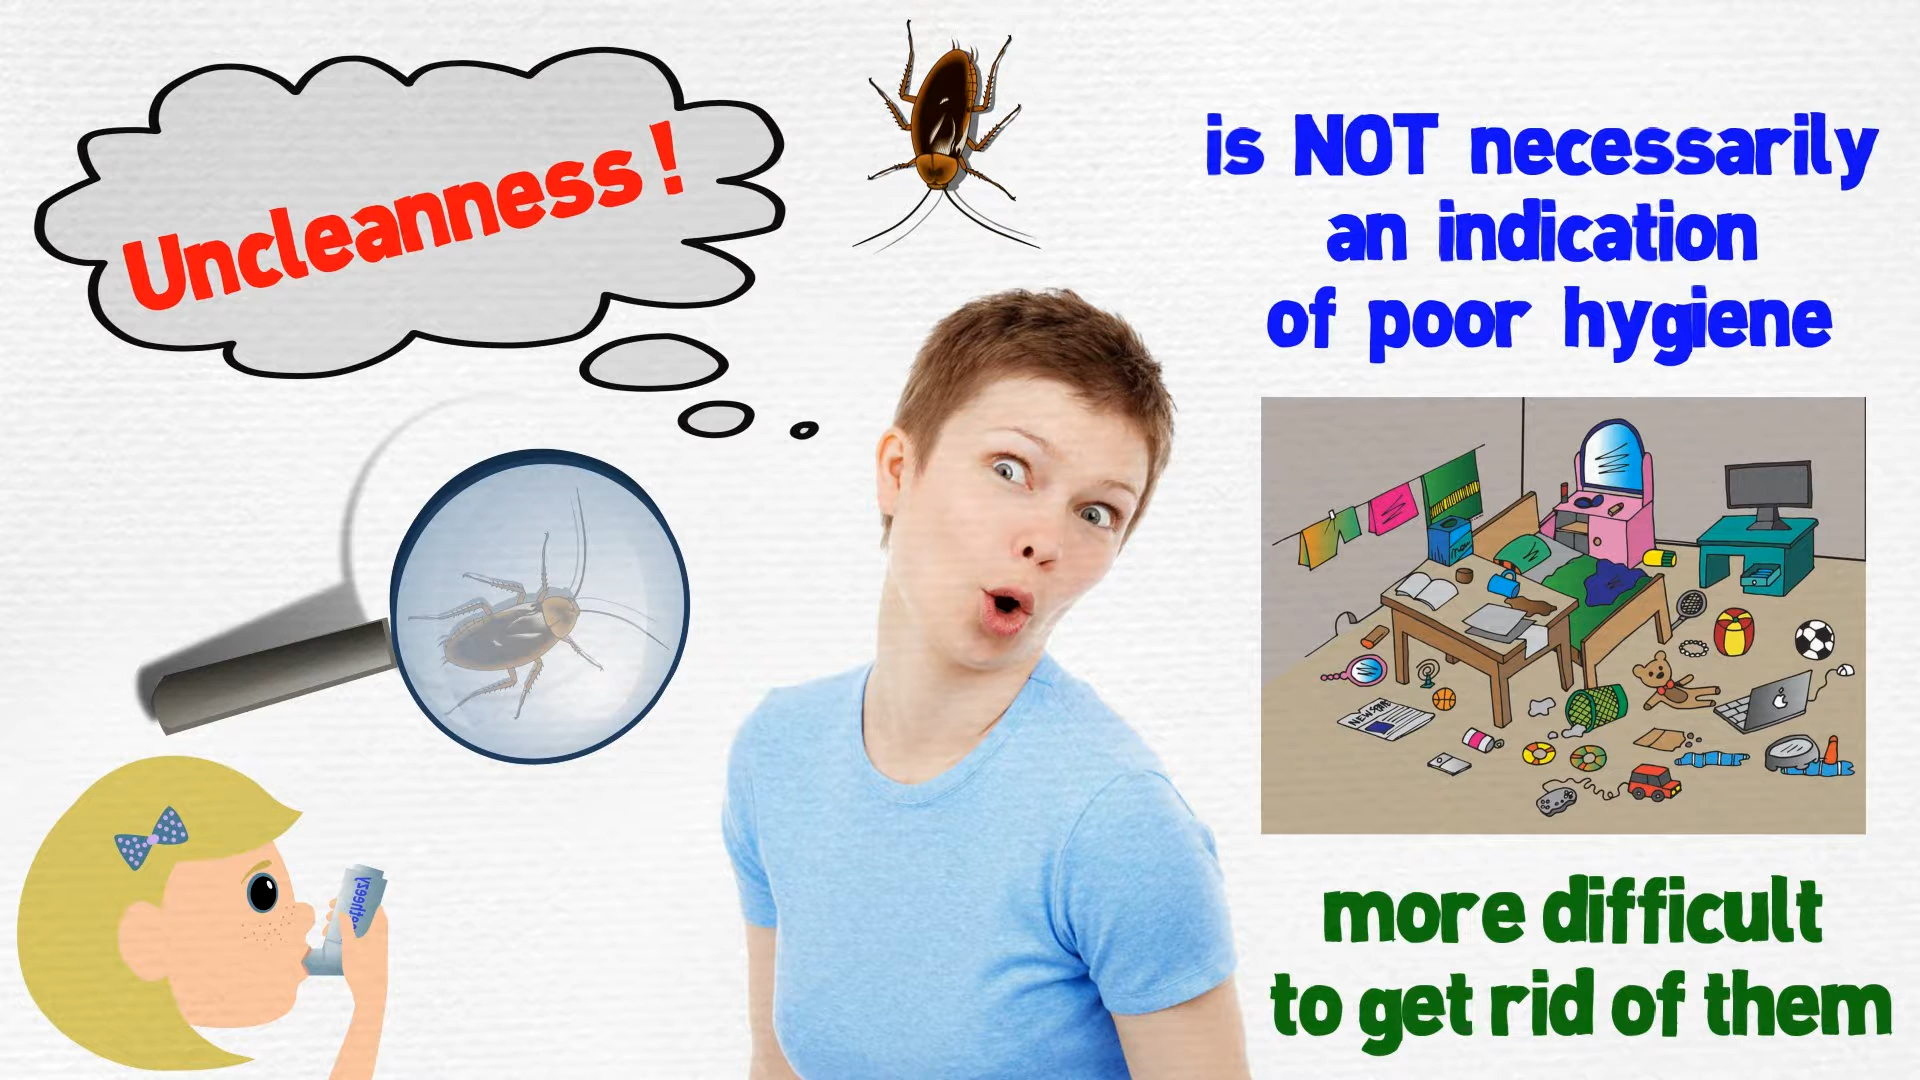 Uncleanness!
is NOT necessarily
an indication
of poor hygiene
more difficult
to get rid of them